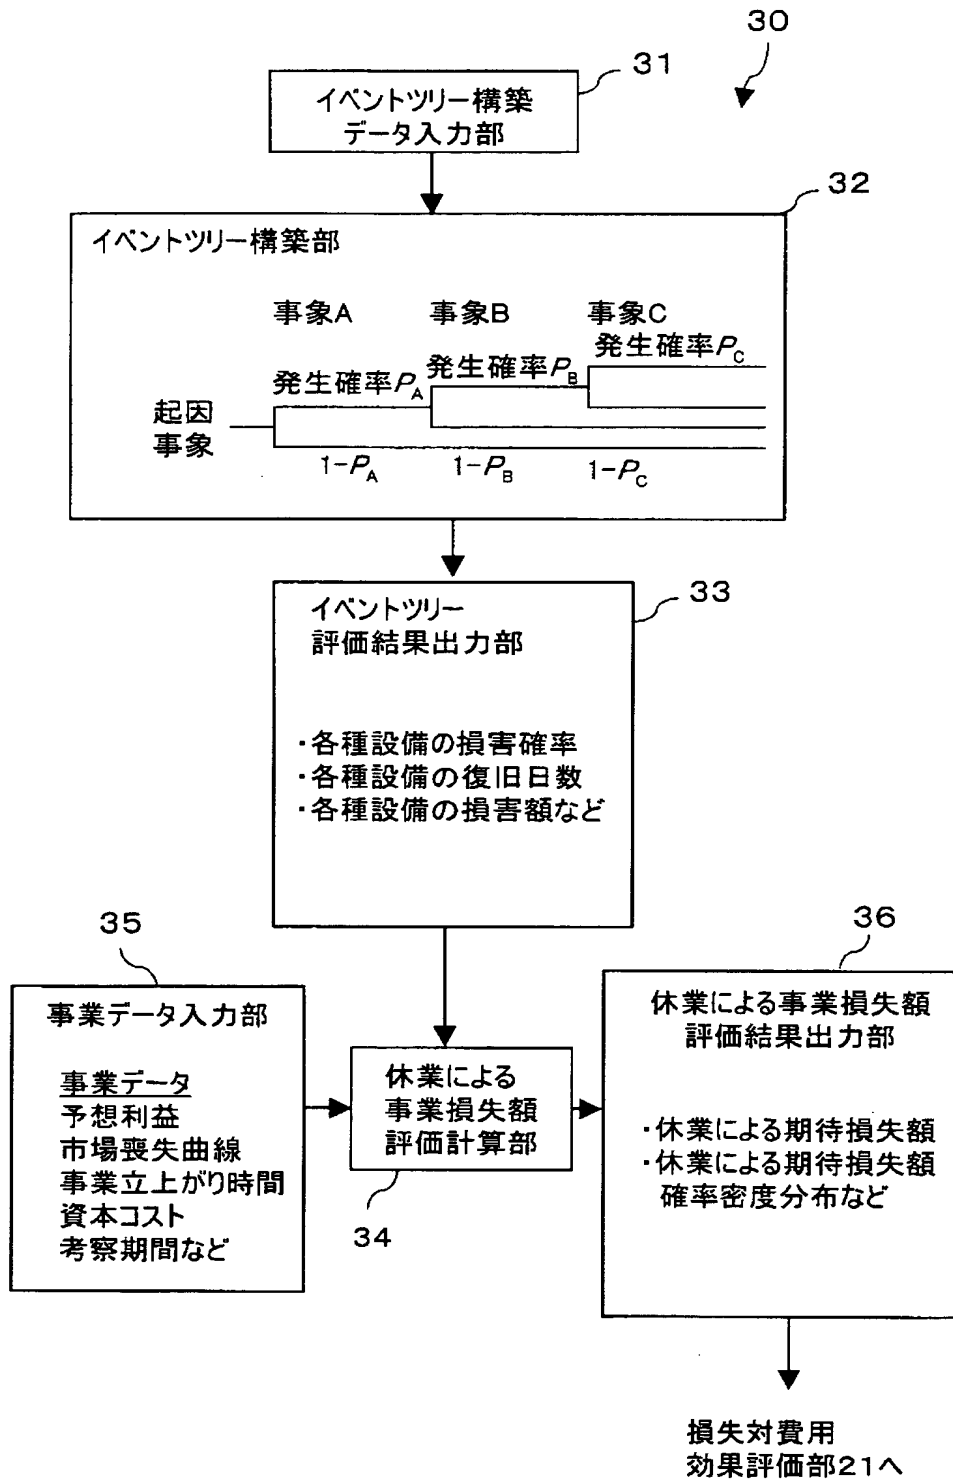 30
31
イベントツリー構築
データ入力部
32
イベントツリー構築部
事象A 事象B 事象C
発生確率PA 発生確率PB 発生確率PC
起因
事象
1-PA 1-PB 1-PC
33
イベントツリー
評価結果出力部
・各種設備の損害確率
・各種設備の復旧日数
・各種設備の損害額など
35
事業データ入力部
事業データ
予想利益
市場喪失曲線
事業立上がり時間
資本コスト
考察期間など
休業による
事業損失額
評価計算部
34
36
休業による事業損失額
評価結果出力部
・休業による期待損失額
・休業による期待損失額
確率密度分布など
損失対費用
効果評価部21へ